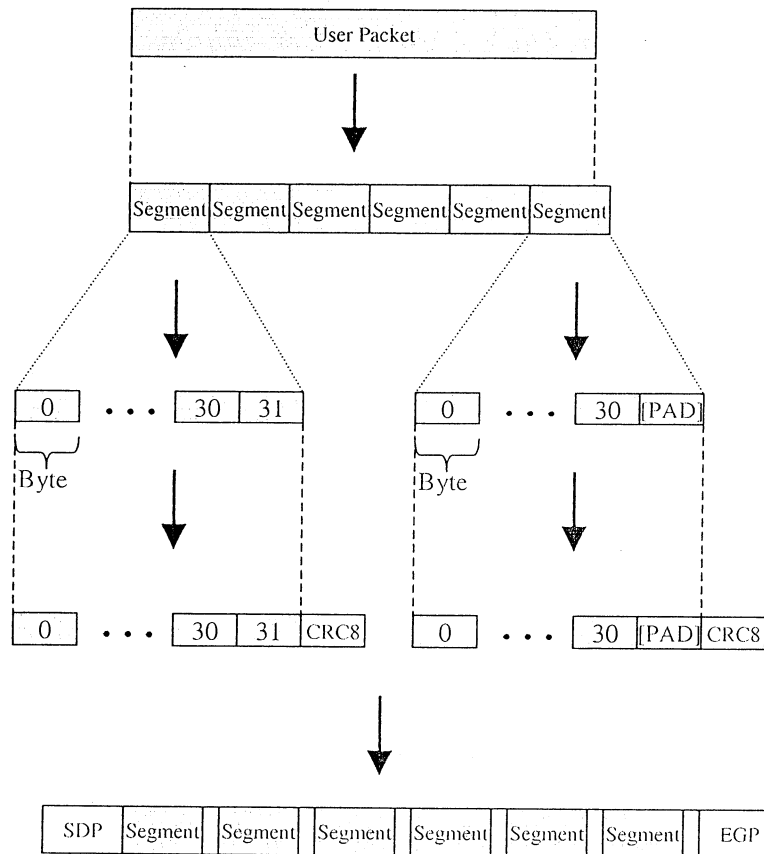 User Packet
Segment Segment Segment Segment Segment Segment
0 • • • 30 31 0 • • • 30 [PAD]
Byte Byte
0 • • • 30 31 CRC8 0 • • • 30 [PAD] CRC8
SDP Segment Segment Segment Segment Segment Segment EGP